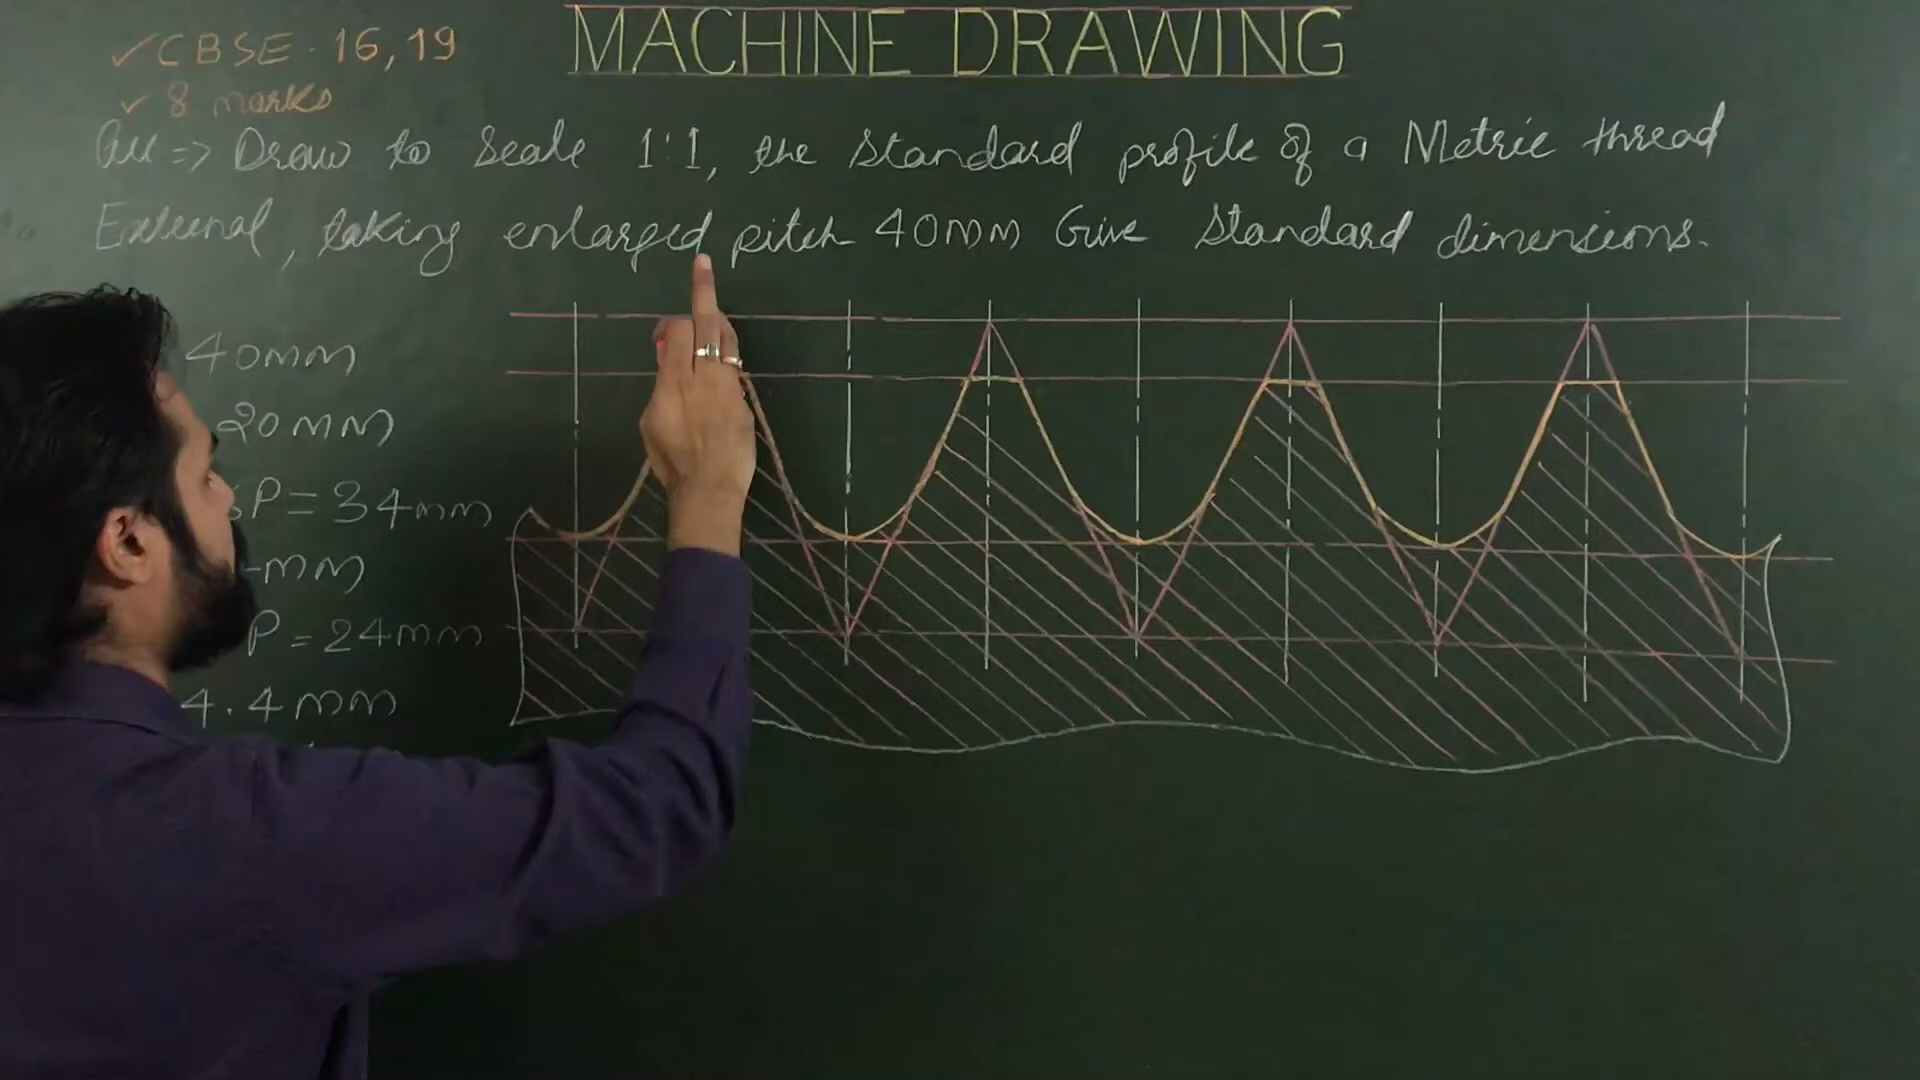 MACHINE DRAWING
✓ CBSE - 16, 19
✓ 8 marks
=> Draw to Scale 1:1, the Standard profile of a Metric thread
External, taking enlarged pitch 40MM Give Standard dimensions.
40MM
20MM
P=34mm
MM
P=24mm
4.4mm